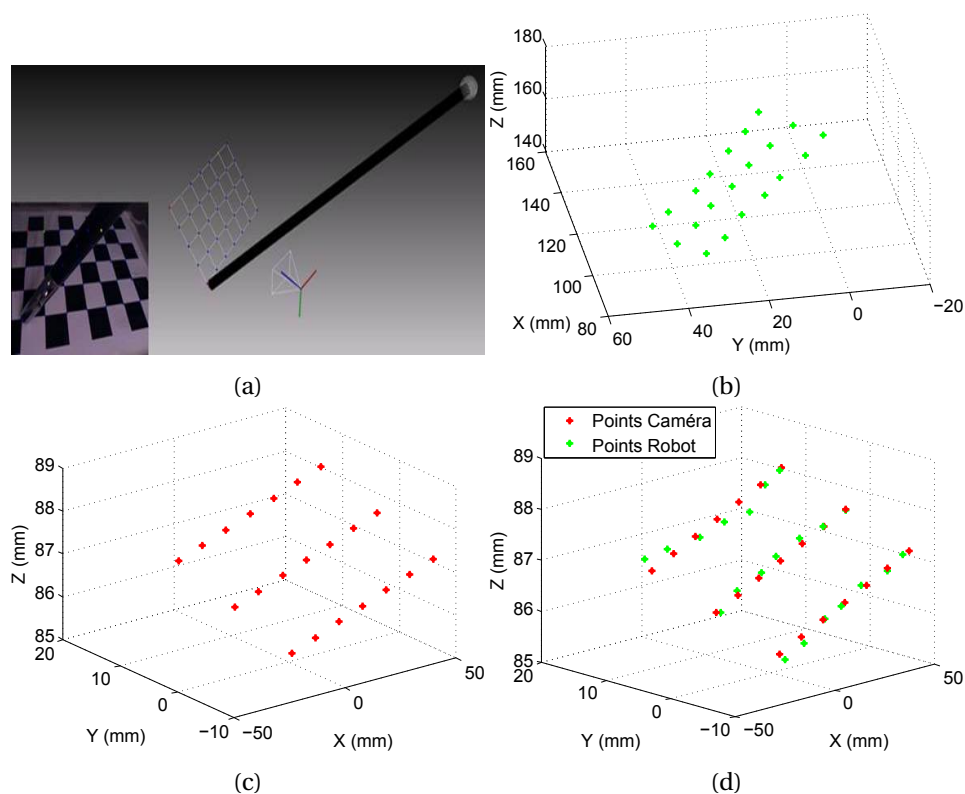 180
160
140
Z (mm)
160
140
120
100
80
X (mm)
60
40
20
0
−20
Y (mm)
(a)
(b)
89
88
87
86
85
Z (mm)
20
10
0
−10
Y (mm)
−50
0
50
X (mm)
(c)
Points Caméra
Points Robot
89
88
87
86
85
Z (mm)
20
10
0
−10
Y (mm)
−50
0
50
X (mm)
(d)